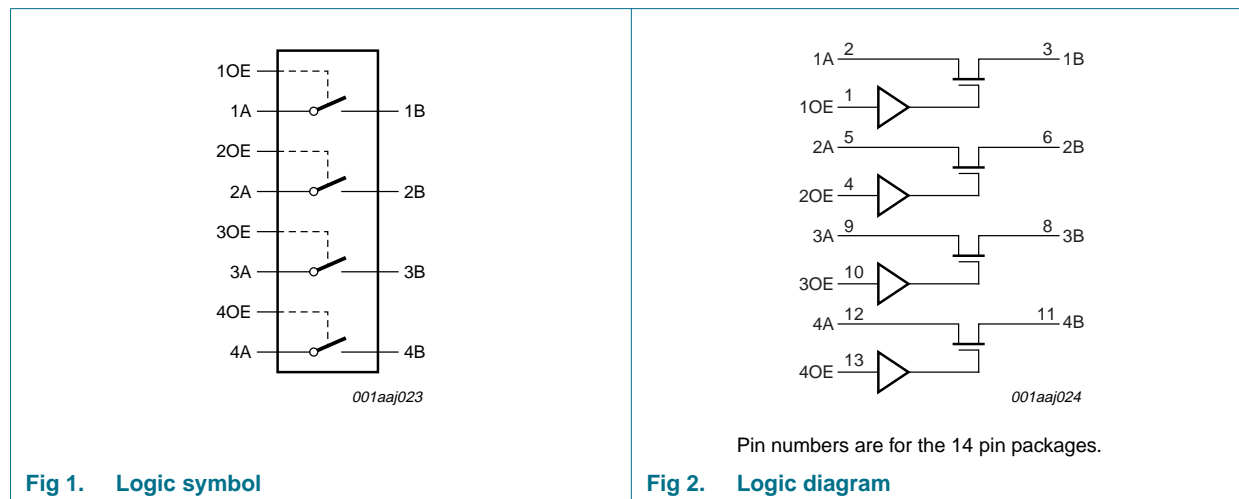 1OE
1A
1B
2OE
2A
2B
3OE
3A
3B
4OE
4A
4B
001aaj023
Fig 1. Logic symbol
1A 2 3 1B
1OE 1
2A 5 6 2B
2OE 4
3A 9 8 3B
3OE 10
4A 12 11 4B
4OE 13
001aaj024
Pin numbers are for the 14 pin packages.
Fig 2. Logic diagram